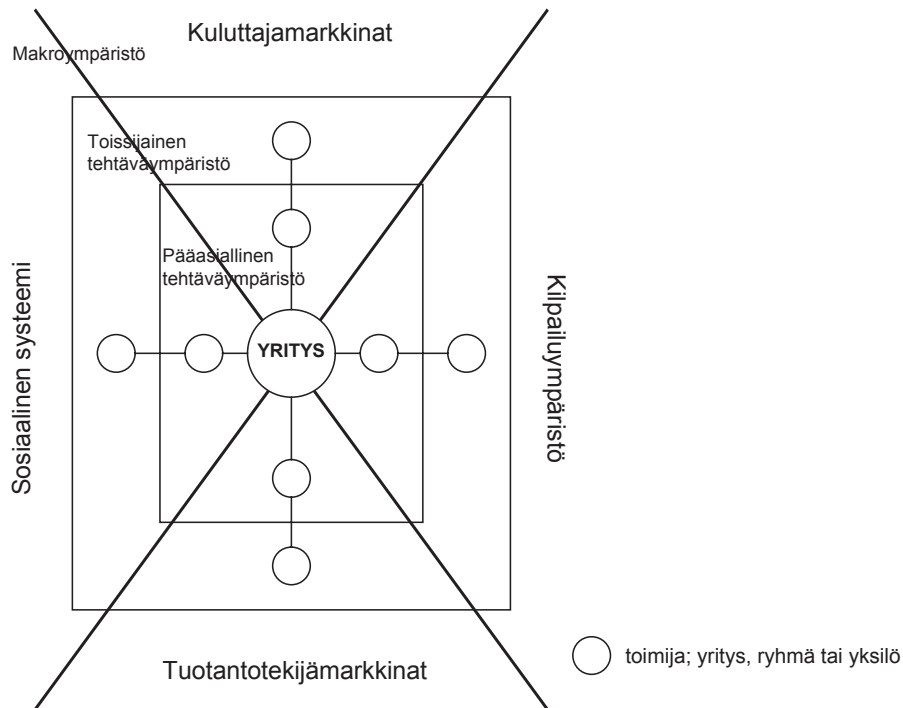 Kuluttajamarkkinat
Makroympäristö
Toissijainen
tehtäväympäristö
Pääasiallinen
tehtäväympäristö
Sosiaalinen systeemi
YRITYS
Kilpailuympäristö
Tuotantotekijämarkkinat
toimija; yritys, ryhmä tai yksilö